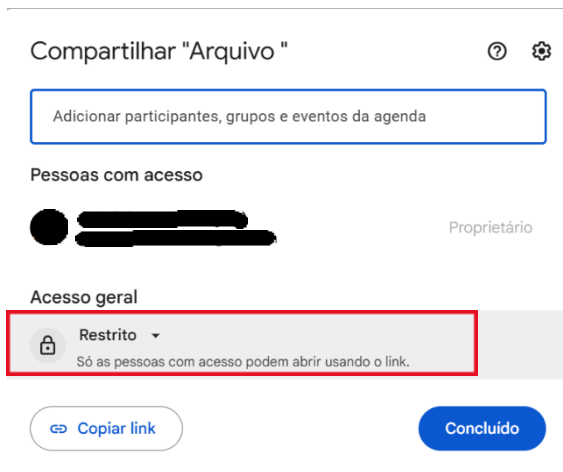 Compartilhar "Arquivo "
Adicionar participantes, grupos e eventos da agenda
Pessoas com acesso
Proprietário
Acesso geral
Restrito
Só as pessoas com acesso podem abrir usando o link.
Copiar link
Concluído